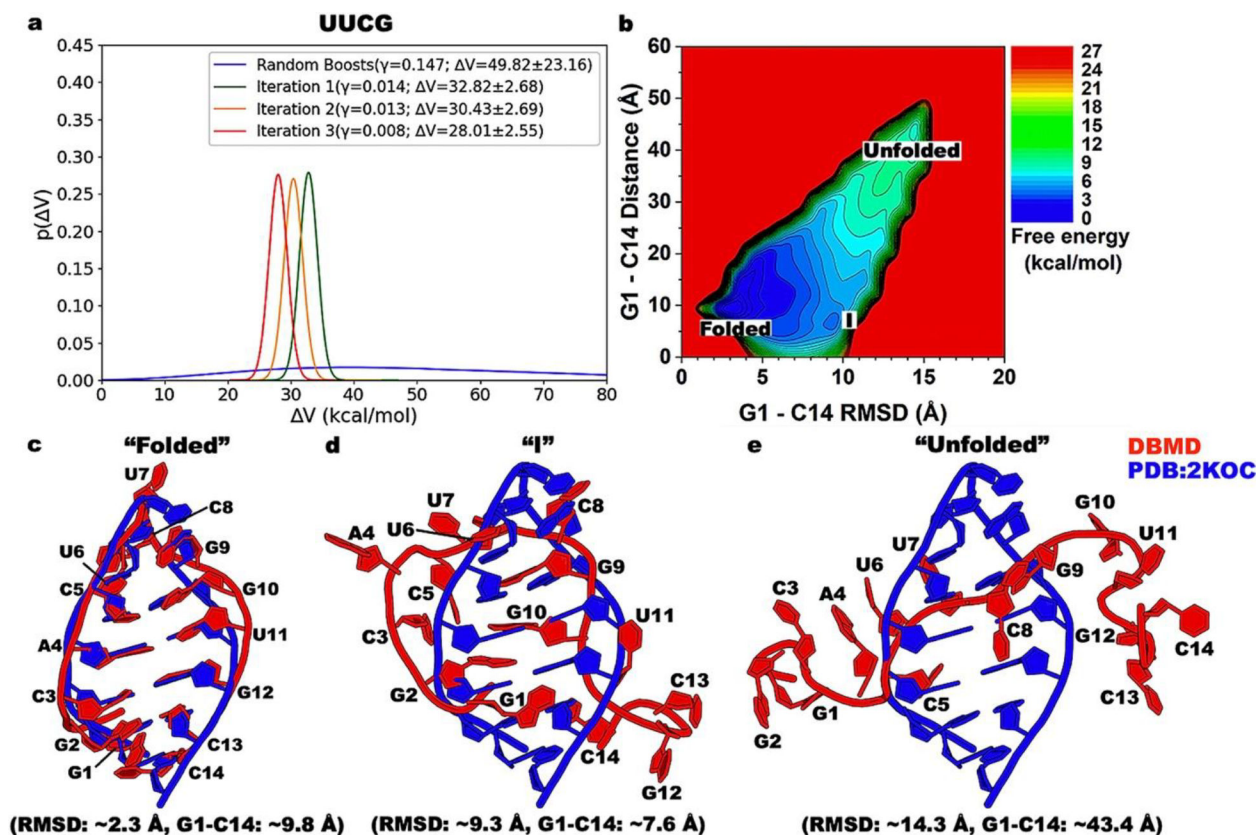 a
UUCG
Random Boosts(γ=0.147; ΔV=49.82±23.16)
Iteration 1(γ=0.014; ΔV=32.82±2.68)
Iteration 2(γ=0.013; ΔV=30.43±2.69)
Iteration 3(γ=0.008; ΔV=28.01±2.55)
p(ΔV)
0.45
0.40
0.35
0.30
0.25
0.20
0.15
0.10
0.05
0.00
0 10 20 30 40 50 60 70 80
ΔV (kcal/mol)
b
G1 - C14 Distance (Å)
60
50
40
30
20
10
0
Unfolded
Folded
I
0 5 10 15 20
G1 - C14 RMSD (Å)
27
24
21
18
15
12
9
6
3
0
Free energy
(kcal/mol)
c
"Folded"
U7
C8
U6
G9
C5
G10
A4
U11
C3
G12
G2
C13
G1
C14
(RMSD: ~2.3 Å, G1-C14: ~9.8 Å)
d
"I"
U7
C8
A4
U6
G9
C5
C3
G10
U11
G2
G1
C13
C14
G12
(RMSD: ~9.3 Å, G1-C14: ~7.6 Å)
e
"Unfolded"
DBMD
PDB:2KOC
G10
U11
U7
U6
G9
C3
A4
C8
G12
C14
G1
C5
C13
G2
(RMSD: ~14.3 Å, G1-C14: ~43.4 Å)